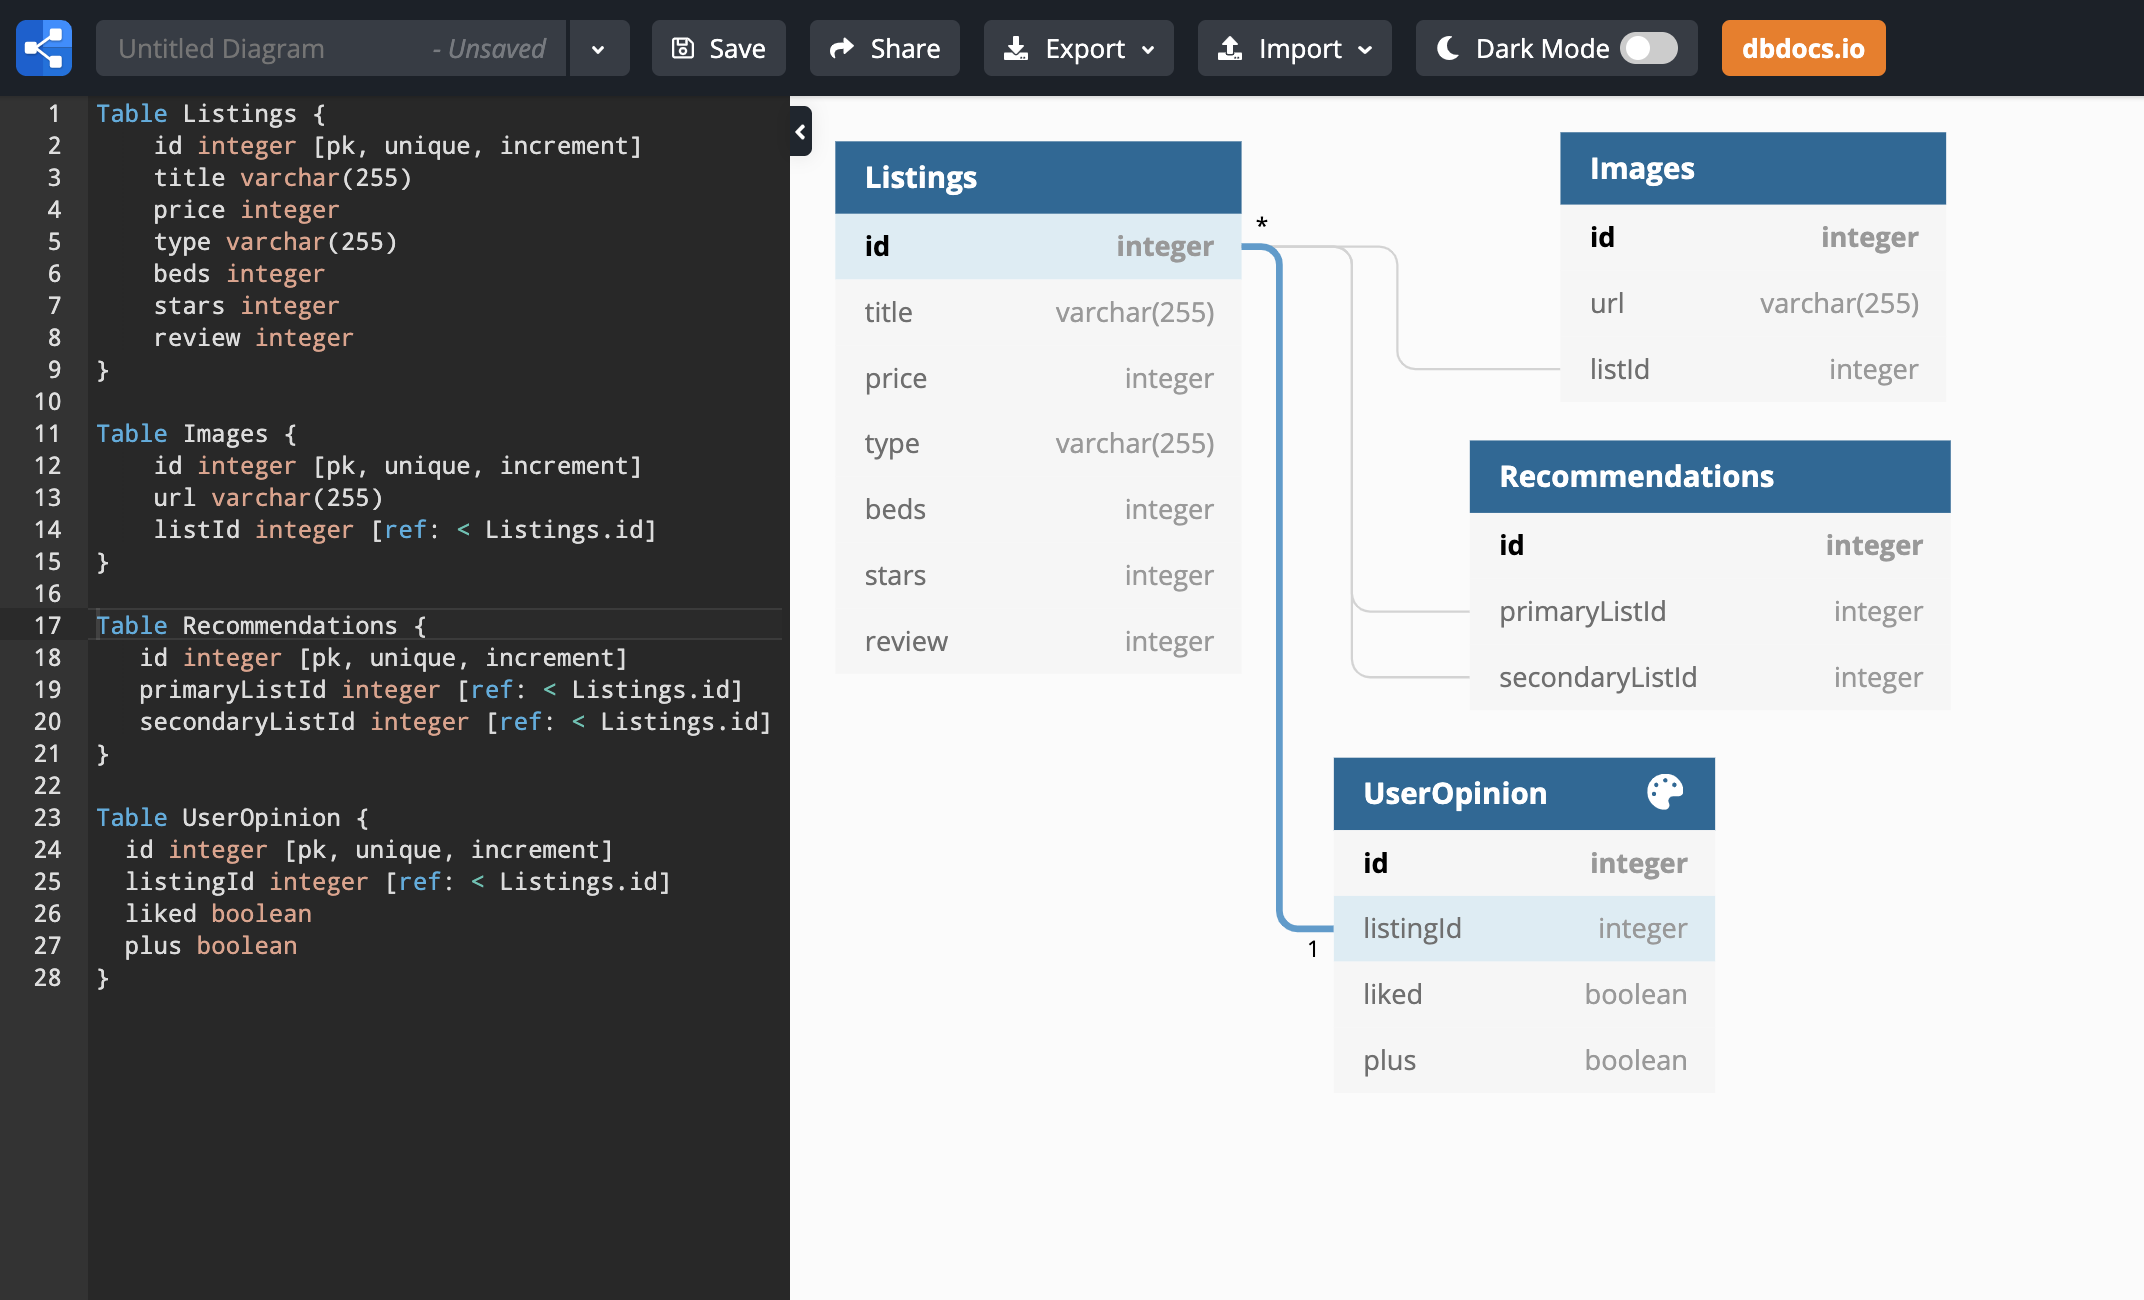 Untitled Diagram - Unsaved Save Share Export Import Dark Mode dbdocs.io
1 Table Listings {
2 id integer [pk, unique, increment]
3 title varchar(255)
4 price integer
5 type varchar(255)
6 beds integer
7 stars integer
8 review integer
9 }
10
11 Table Images {
12 id integer [pk, unique, increment]
13 url varchar(255)
14 listId integer [ref: < Listings.id]
15 }
16
17 Table Recommendations {
18 id integer [pk, unique, increment]
19 primaryListId integer [ref: < Listings.id]
20 secondaryListId integer [ref: < Listings.id]
21 }
22
23 Table UserOpinion {
24 id integer [pk, unique, increment]
25 listingId integer [ref: < Listings.id]
26 liked boolean
27 plus boolean
28 }
Listings
id integer
title varchar(255)
price integer
type varchar(255)
beds integer
stars integer
review integer
*
Images
id integer
url varchar(255)
listId integer
Recommendations
id integer
primaryListId integer
secondaryListId integer
UserOpinion
id integer
listingId integer
1
liked boolean
plus boolean